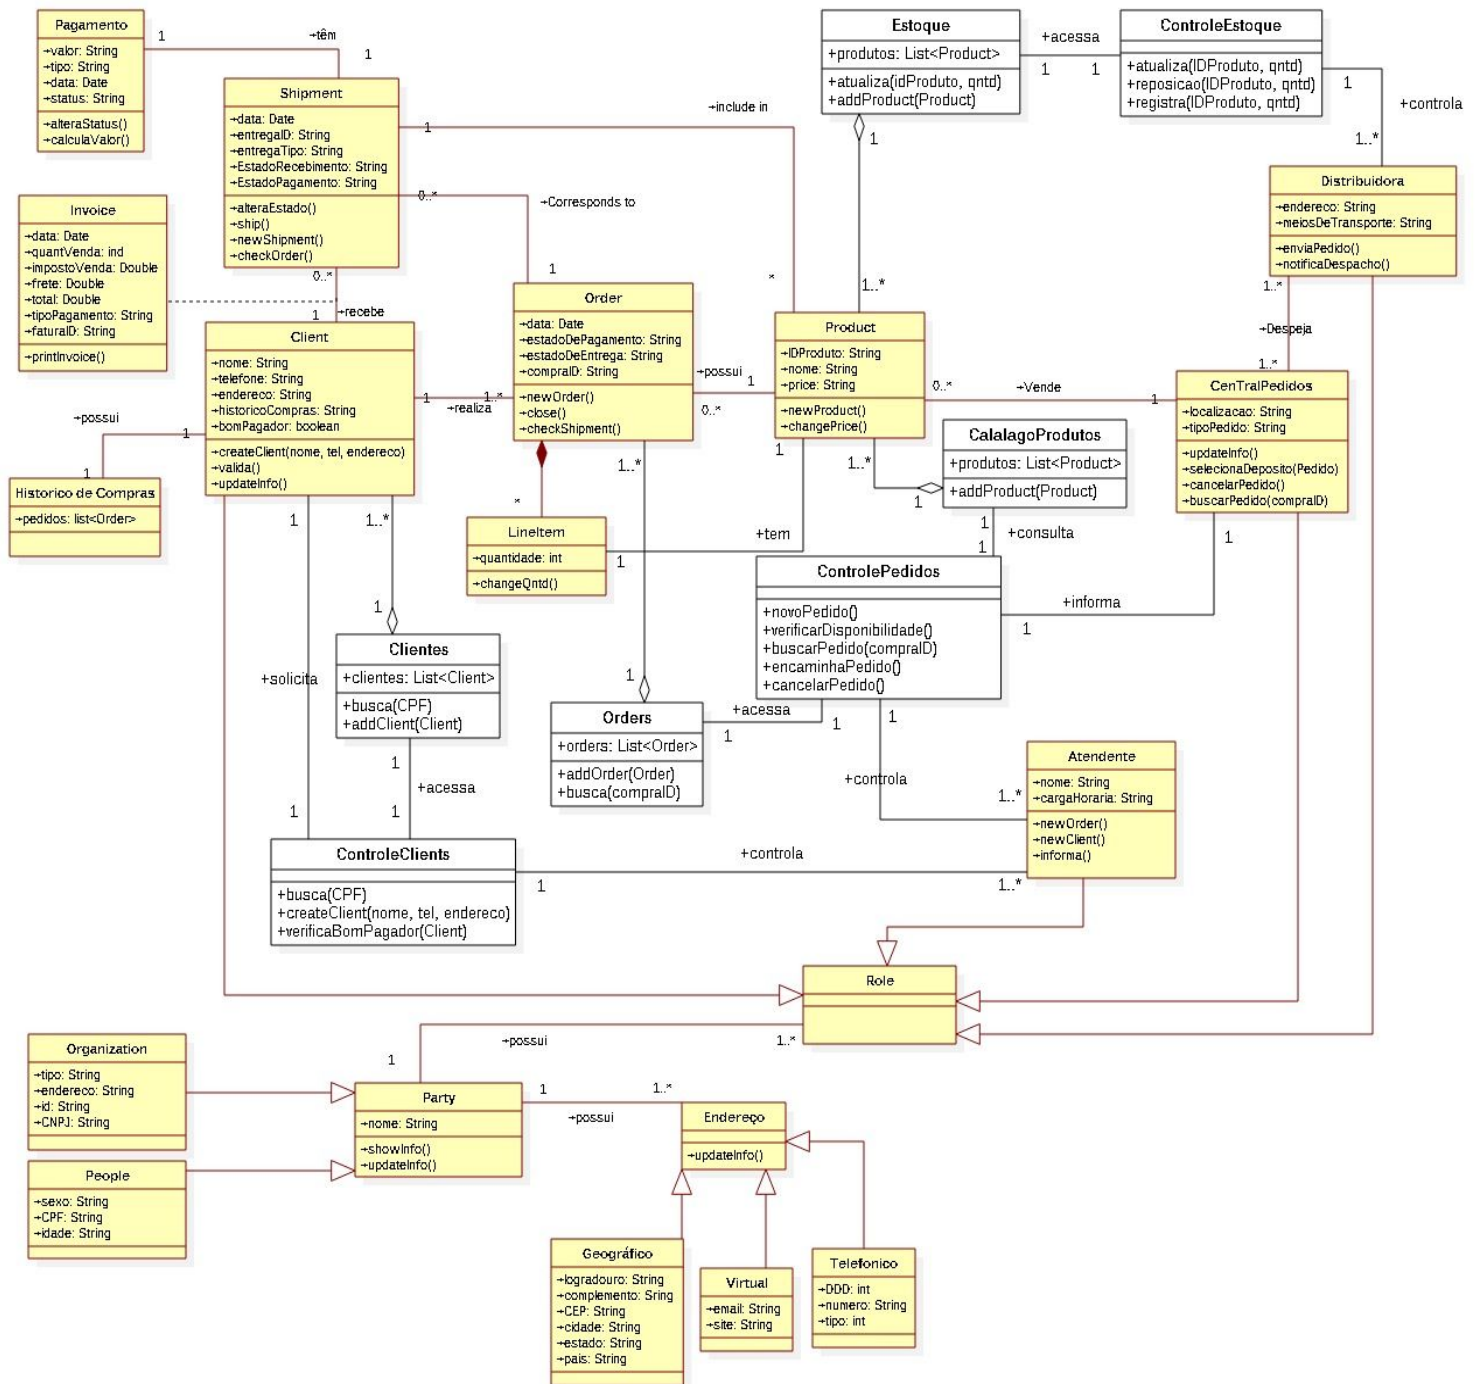 Pagamento
+valor: String
+tipo: String
+data: Date
+status: String
+alteraStatus()
+calculaValor()
1
+têm
1
Shipment
+data: Date
+entregaID: String
+entregaTipo: String
+EstadoRecebimento: String
+EstadoPagamento: String
+alteraEstado()
+ship()
+newShipment()
+checkOrder()
1
+include in
*
0..*
+Corresponds to
1
Estoque
+produtos: List<Product>
+atualiza(idProduto, qntd)
+addProduct(Product)
+acessa
1
1
ControleEstoque
+atualiza(IDProduto, qntd)
+reposicao(IDProduto, qntd)
+registra(IDProduto, qntd)
1
+controla
1..*
1
1..*
Distribuidora
+endereco: String
+meiosDeTransporte: String
+enviaPedido()
+notificaDespacho()
1..*
+Despeja
1..*
Invoice
+data: Date
+quantVenda: ind
+impostoVenda: Double
+frete: Double
+total: Double
+tipoPagamento: String
+faturaID: String
+printInvoice()
0..*
1
+recebe
Client
+nome: String
+telefone: String
+endereco: String
+historicoCompras: String
+bomPagador: boolean
+createClient(nome, tel, endereco)
+valida()
+updateInfo()
1
1..*
+realiza
Order
+data: Date
+estadoDePagamento: String
+estadoDeEntrega: String
+compraID: String
+newOrder()
+close()
+checkShipment()
+possui
1
0..*
Product
+IDProduto: String
+nome: String
+price: String
+newProduct()
+changePrice()
0..*
+Vende
1
CenTralPedidos
+localizacao: String
+tipoPedido: String
+updateInfo()
+selecionaDeposito(Pedido)
+cancelarPedido()
+buscarPedido(compraID)
+possui
1
1
Historico de Compras
+pedidos: list<Order>
*
LineItem
+quantidade: int
+changeQntd()
1
+tem
1
1..*
1
CalalagoProdutos
+produtos: List<Product>
+addProduct(Product)
1
+consulta
1
ControlePedidos
+novoPedido()
+verificarDisponibilidade()
+buscarPedido(compraID)
+encaminhaPedido()
+cancelarPedido()
1
+informa
1
1
+solicita
1
1..*
1
Clientes
+clientes: List<Client>
+busca(CPF)
+addClient(Client)
1
+acessa
1
1..*
1
Orders
+orders: List<Order>
+addOrder(Order)
+busca(compraID)
+acessa
1
1
1
+controla
1..*
Atendente
+nome: String
+cargaHoraria: String
+newOrder()
+newClient()
+informa()
ControleClients
+busca(CPF)
+createClient(nome, tel, endereco)
+verificaBomPagador(Client)
+controla
1
1..*
Role
+possui
1..*
1
Organization
+tipo: String
+endereco: String
+id: String
+CNPJ: String
Party
+nome: String
+showInfo()
+updateInfo()
1
1..*
+possui
Endereço
+updateInfo()
People
+sexo: String
+CPF: String
+idade: String
Geográfico
+logradouro: String
+complemento: Sring
+CEP: String
+cidade: String
+estado: String
+pais: String
Virtual
+email: String
+site: String
Telefonico
+DDD: int
+numero: String
+tipo: int